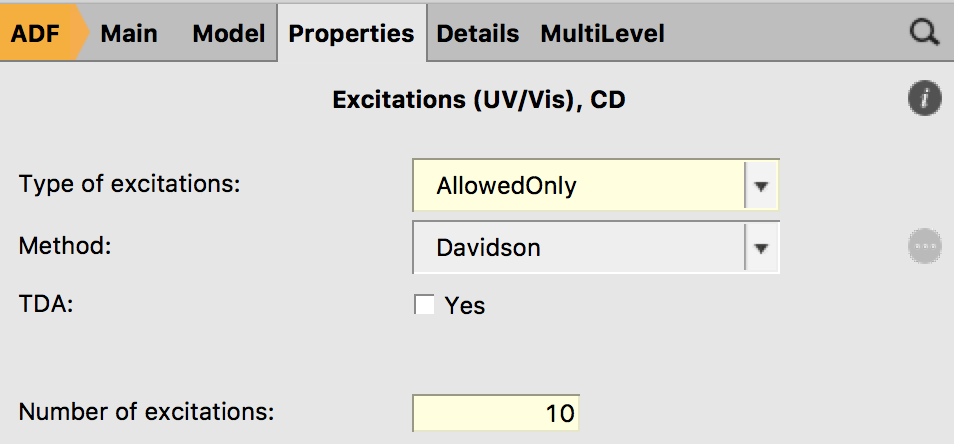 ADF Main Model Properties Details MultiLevel
Excitations (UV/Vis), CD
i
Type of excitations: AllowedOnly
Method: Davidson
TDA: Yes
Number of excitations: 10